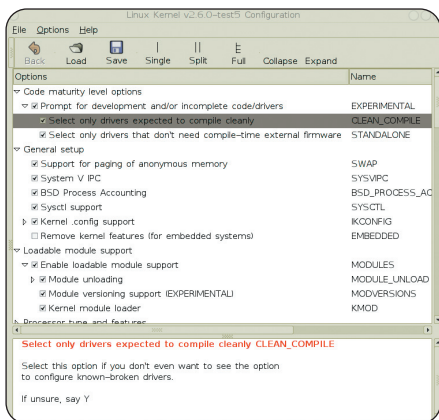 Linux Kernel v2.6.0-test5 Configuration
File Options Help
Back Load Save Single Split Full Collapse Expand
Options Name
Code maturity level options
Prompt for development and/or incomplete code/drivers EXPERIMENTAL
Select only drivers expected to compile cleanly CLEAN_COMPILE
Select only drivers that don't need compile-time external firmware STANDALONE
General setup
Support for paging of anonymous memory SWAP
System V IPC SYSVIPC
BSD Process Accounting BSD_PROCESS_AC
Sysctl support SYSCTL
Kernel .config support IKCONFIG
Remove kernel features (for embedded systems) EMBEDDED
Loadable module support
Enable loadable module support MODULES
Module unloading MODULE_UNLOAD
Module versioning support (EXPERIMENTAL) MODVERSIONS
Kernel module loader KMOD
Processor type and features
Select only drivers expected to compile cleanly CLEAN_COMPILE
Select this option if you don't even want to see the option
to configure known-broken drivers.
If unsure, say Y